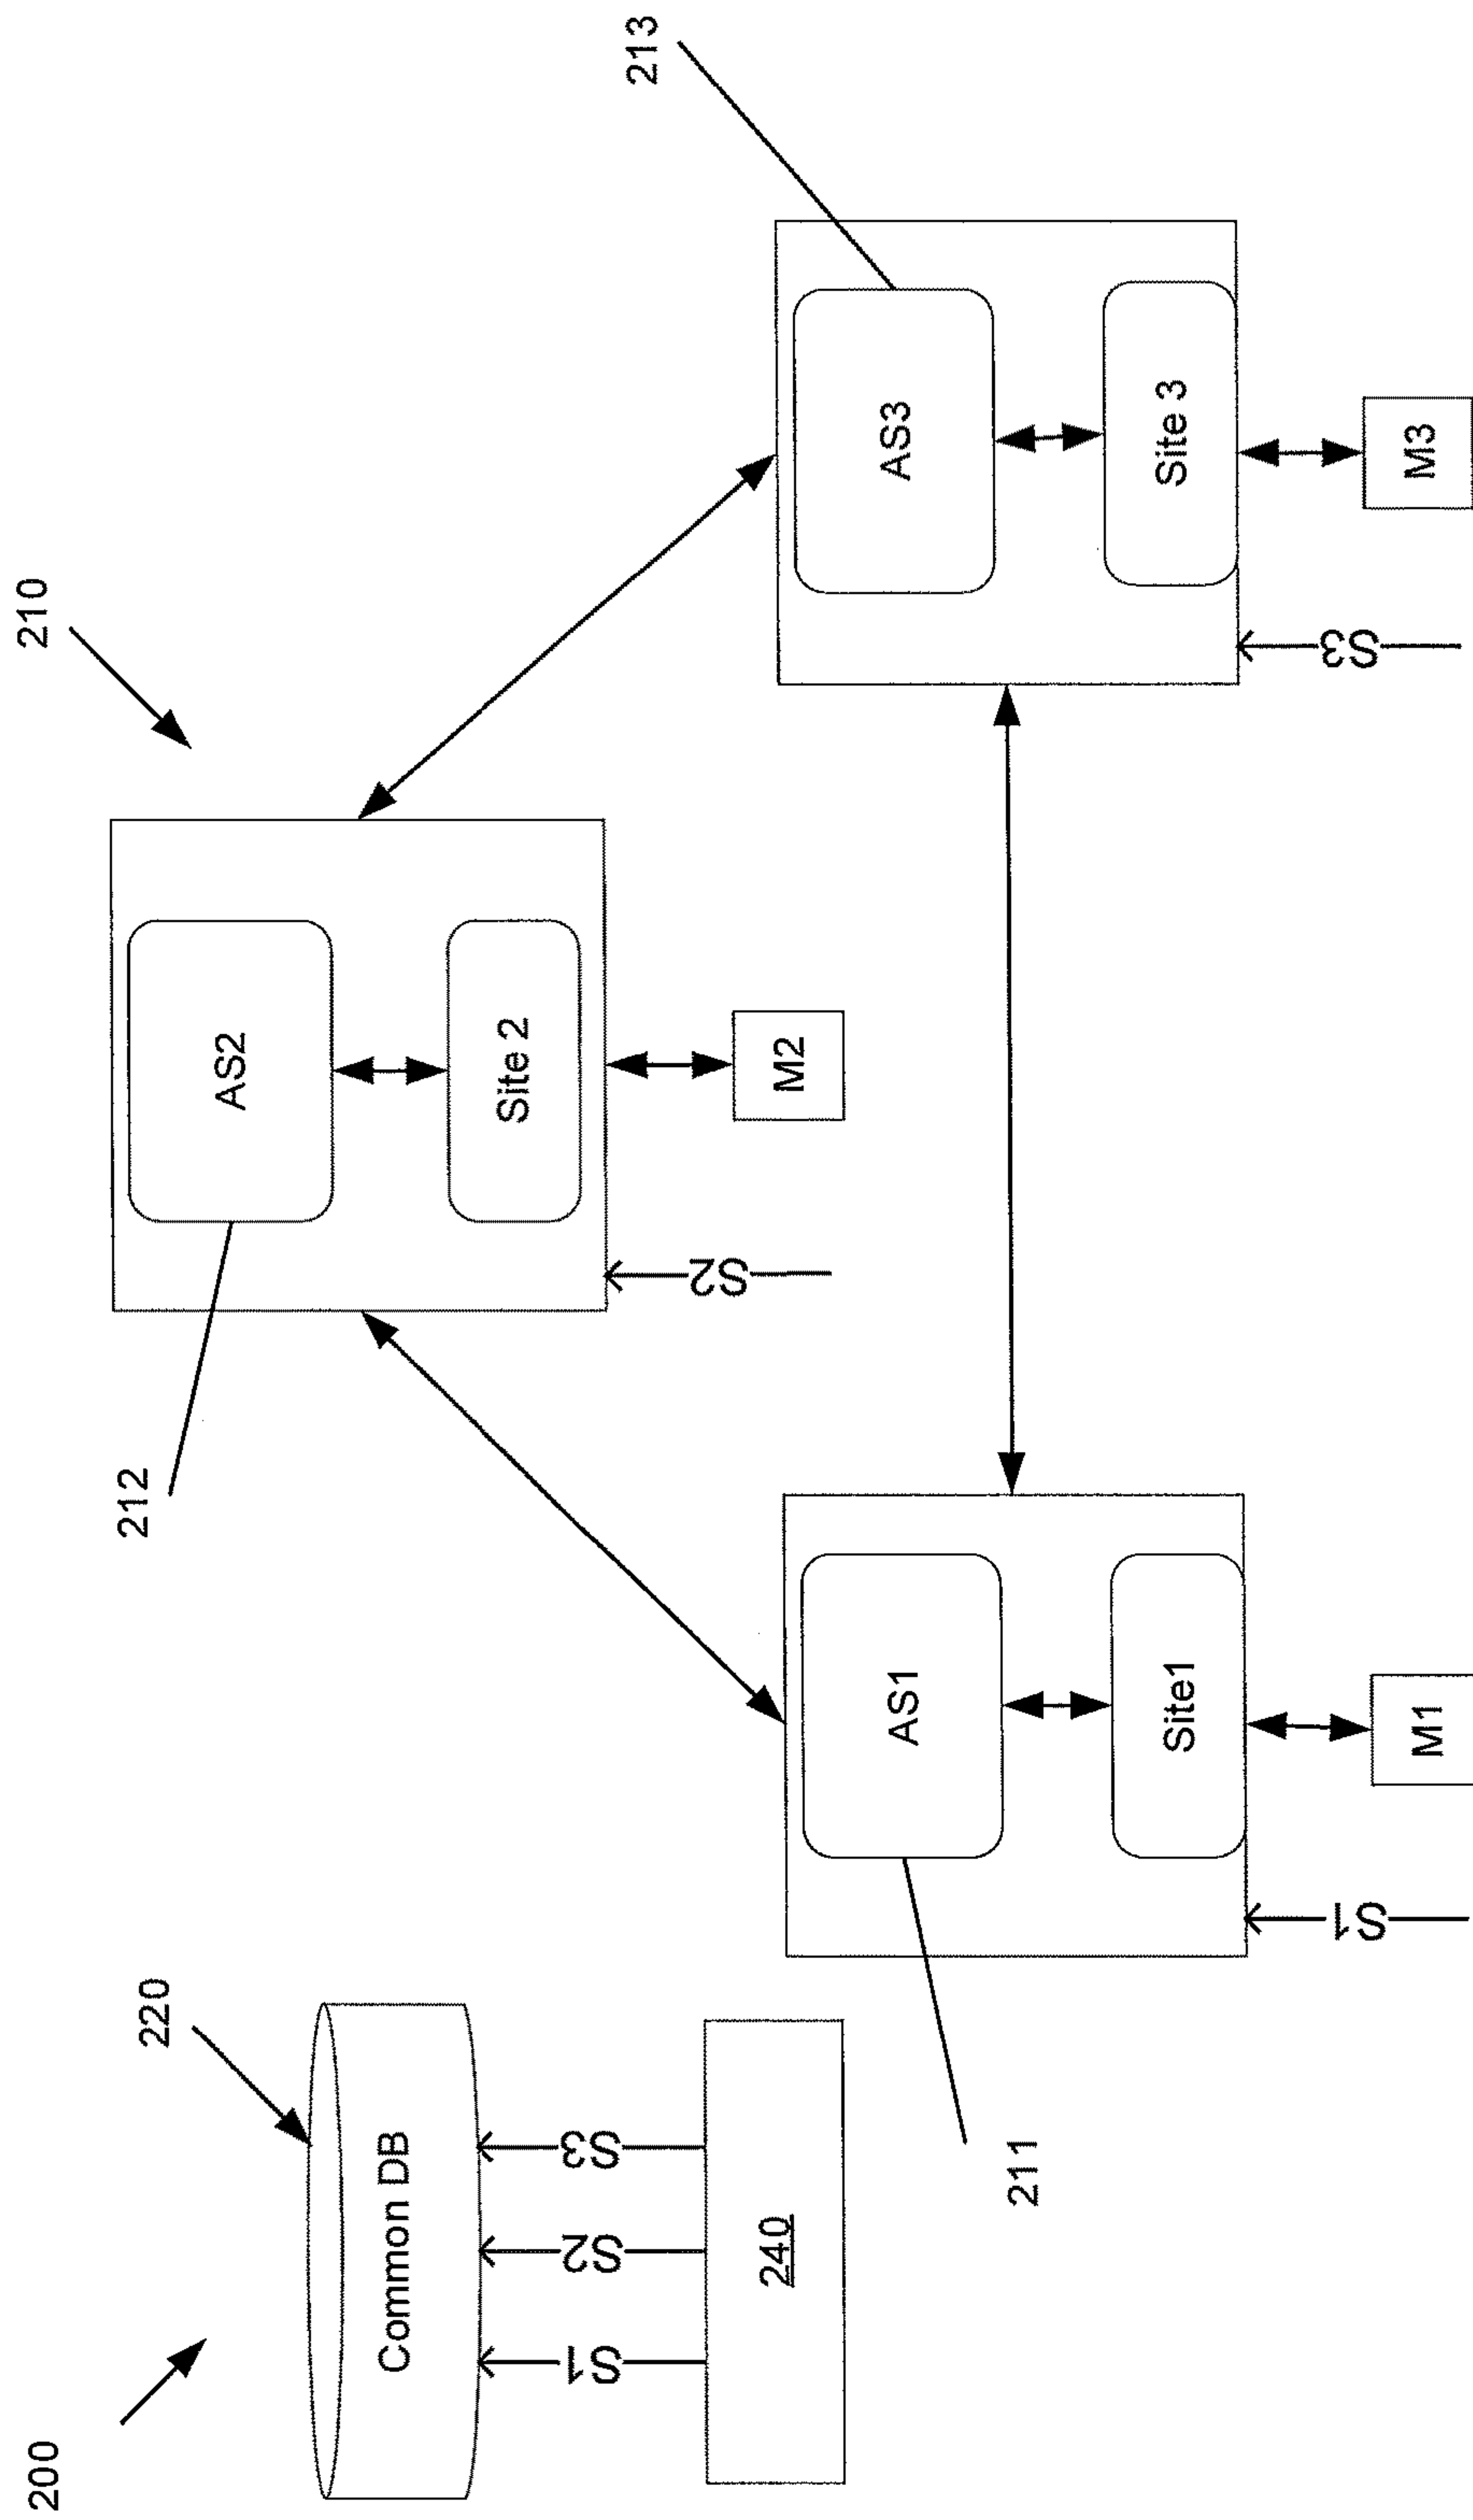 200
220
Common DB
S1
S2
S3
240
210
212
AS2
Site 2
S2
M2
211
AS1
Site1
S1
M1
213
AS3
Site 3
S3
M3